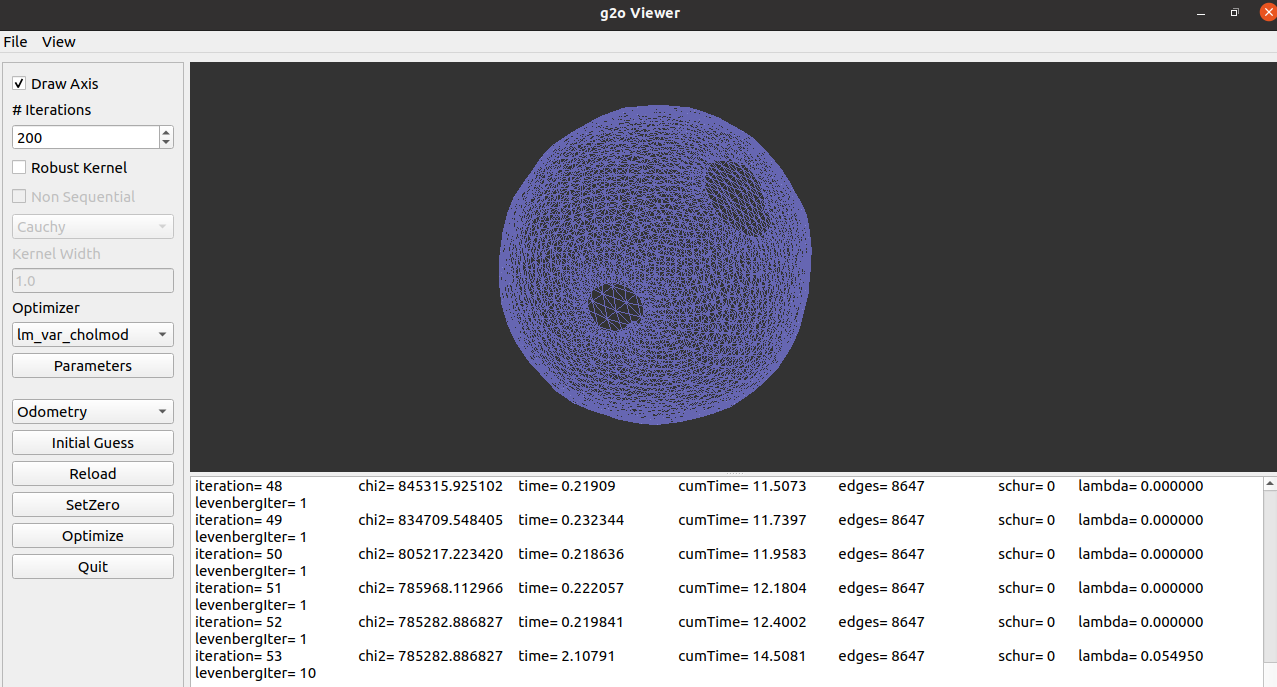 g2o Viewer
File View
Draw Axis
# Iterations
200
Robust Kernel
Non Sequential
Cauchy
Kernel Width
1.0
Optimizer
lm_var_cholmod
Parameters
Odometry
Initial Guess
Reload
SetZero
Optimize
Quit
iteration= 48 chi2= 845315.925102 time= 0.21909 cumTime= 11.5073 edges= 8647 schur= 0 lambda= 0.000000
levenbergIter= 1
iteration= 49 chi2= 834709.548405 time= 0.232344 cumTime= 11.7397 edges= 8647 schur= 0 lambda= 0.000000
levenbergIter= 1
iteration= 50 chi2= 805217.223420 time= 0.218636 cumTime= 11.9583 edges= 8647 schur= 0 lambda= 0.000000
levenbergIter= 1
iteration= 51 chi2= 785968.112966 time= 0.222057 cumTime= 12.1804 edges= 8647 schur= 0 lambda= 0.000000
levenbergIter= 1
iteration= 52 chi2= 785282.886827 time= 0.219841 cumTime= 12.4002 edges= 8647 schur= 0 lambda= 0.000000
levenbergIter= 1
iteration= 53 chi2= 785282.886827 time= 2.10791 cumTime= 14.5081 edges= 8647 schur= 0 lambda= 0.054950
levenbergIter= 10